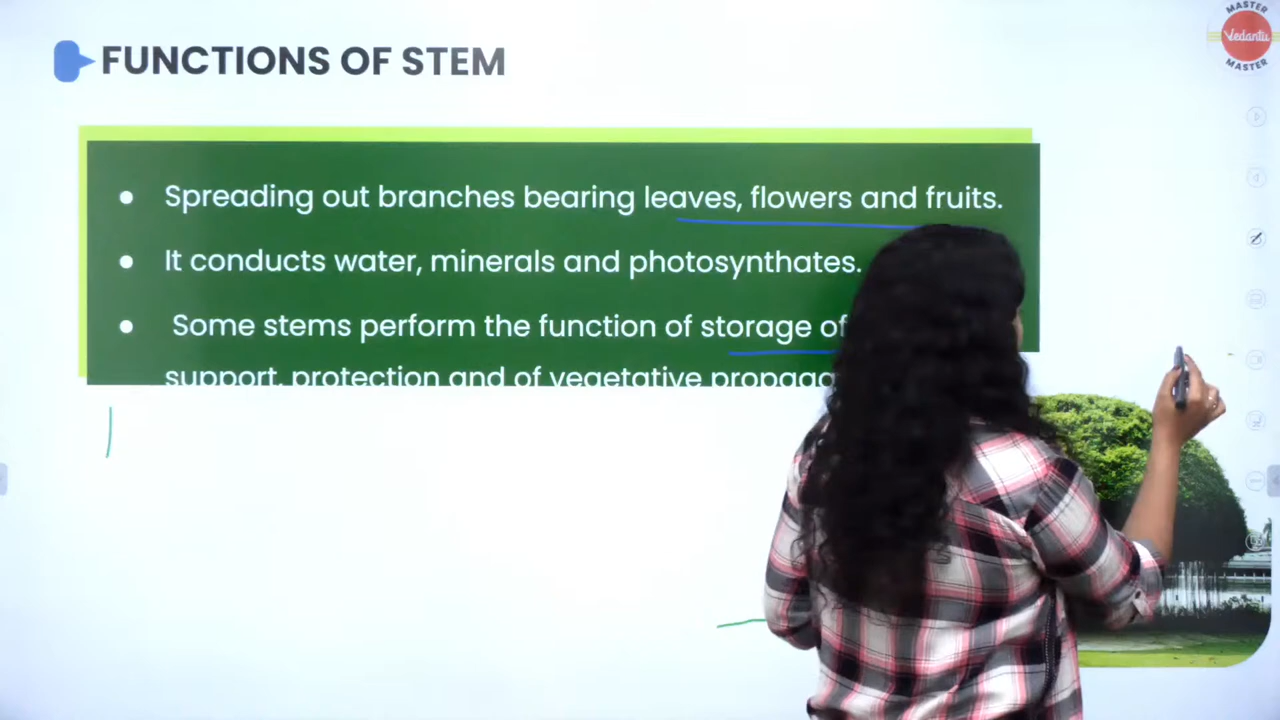 FUNCTIONS OF STEM
MASTER
Vedantu
MASTER
● Spreading out branches bearing leaves, flowers and fruits.
● It conducts water, minerals and photosynthates.
● Some stems perform the function of storage of
support, protection and of vegetative